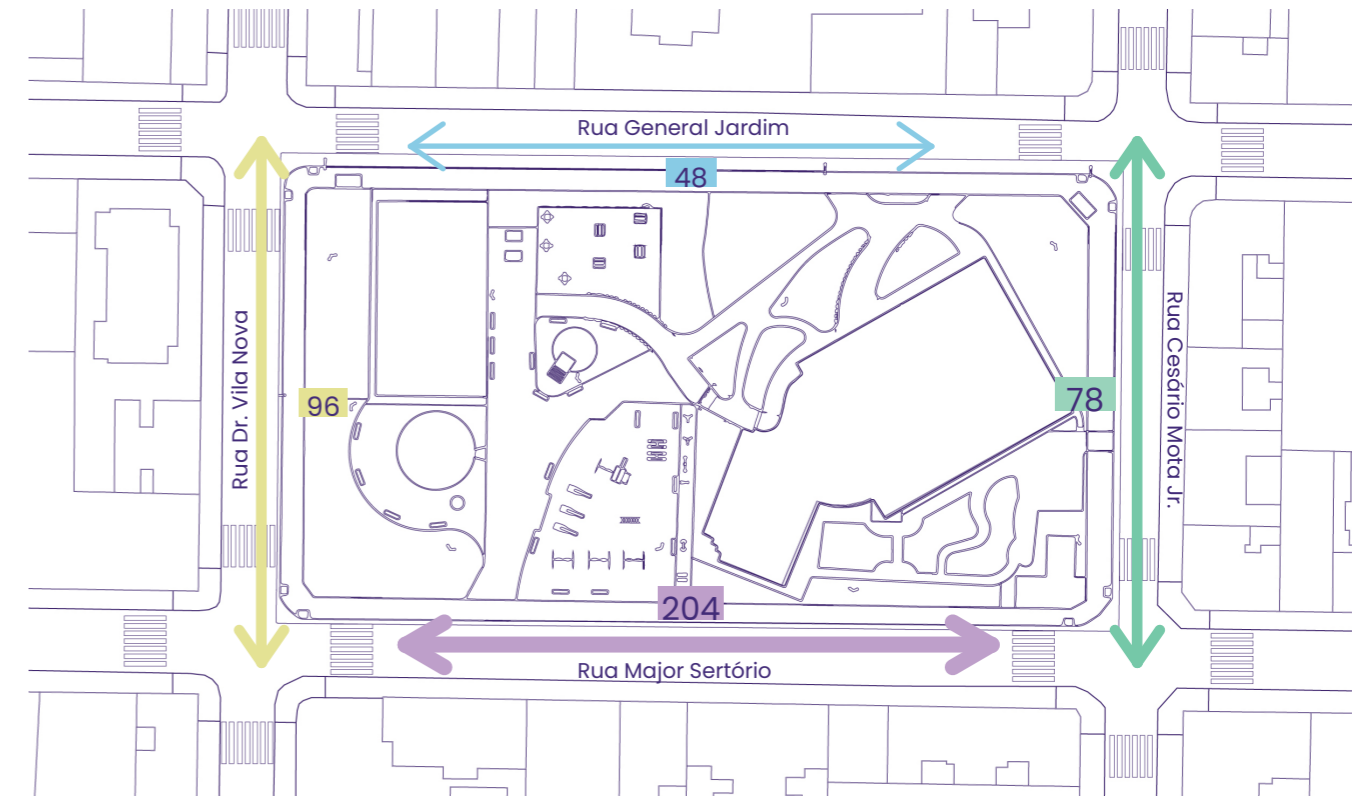 Rua General Jardim
48
Rua Dr. Vila Nova
96
78
Rua Cesário Mota Jr.
204
Rua Major Sertório